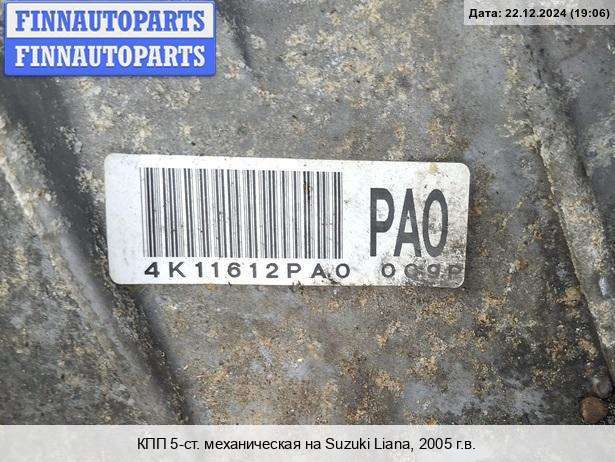 FINNAUTOPARTS
FINNAUTOPARTS
Дата: 22.12.2024 (19:06)
PA0
4K11612PA0
КПП 5-ст. механическая на Suzuki Liana, 2005 г.в.